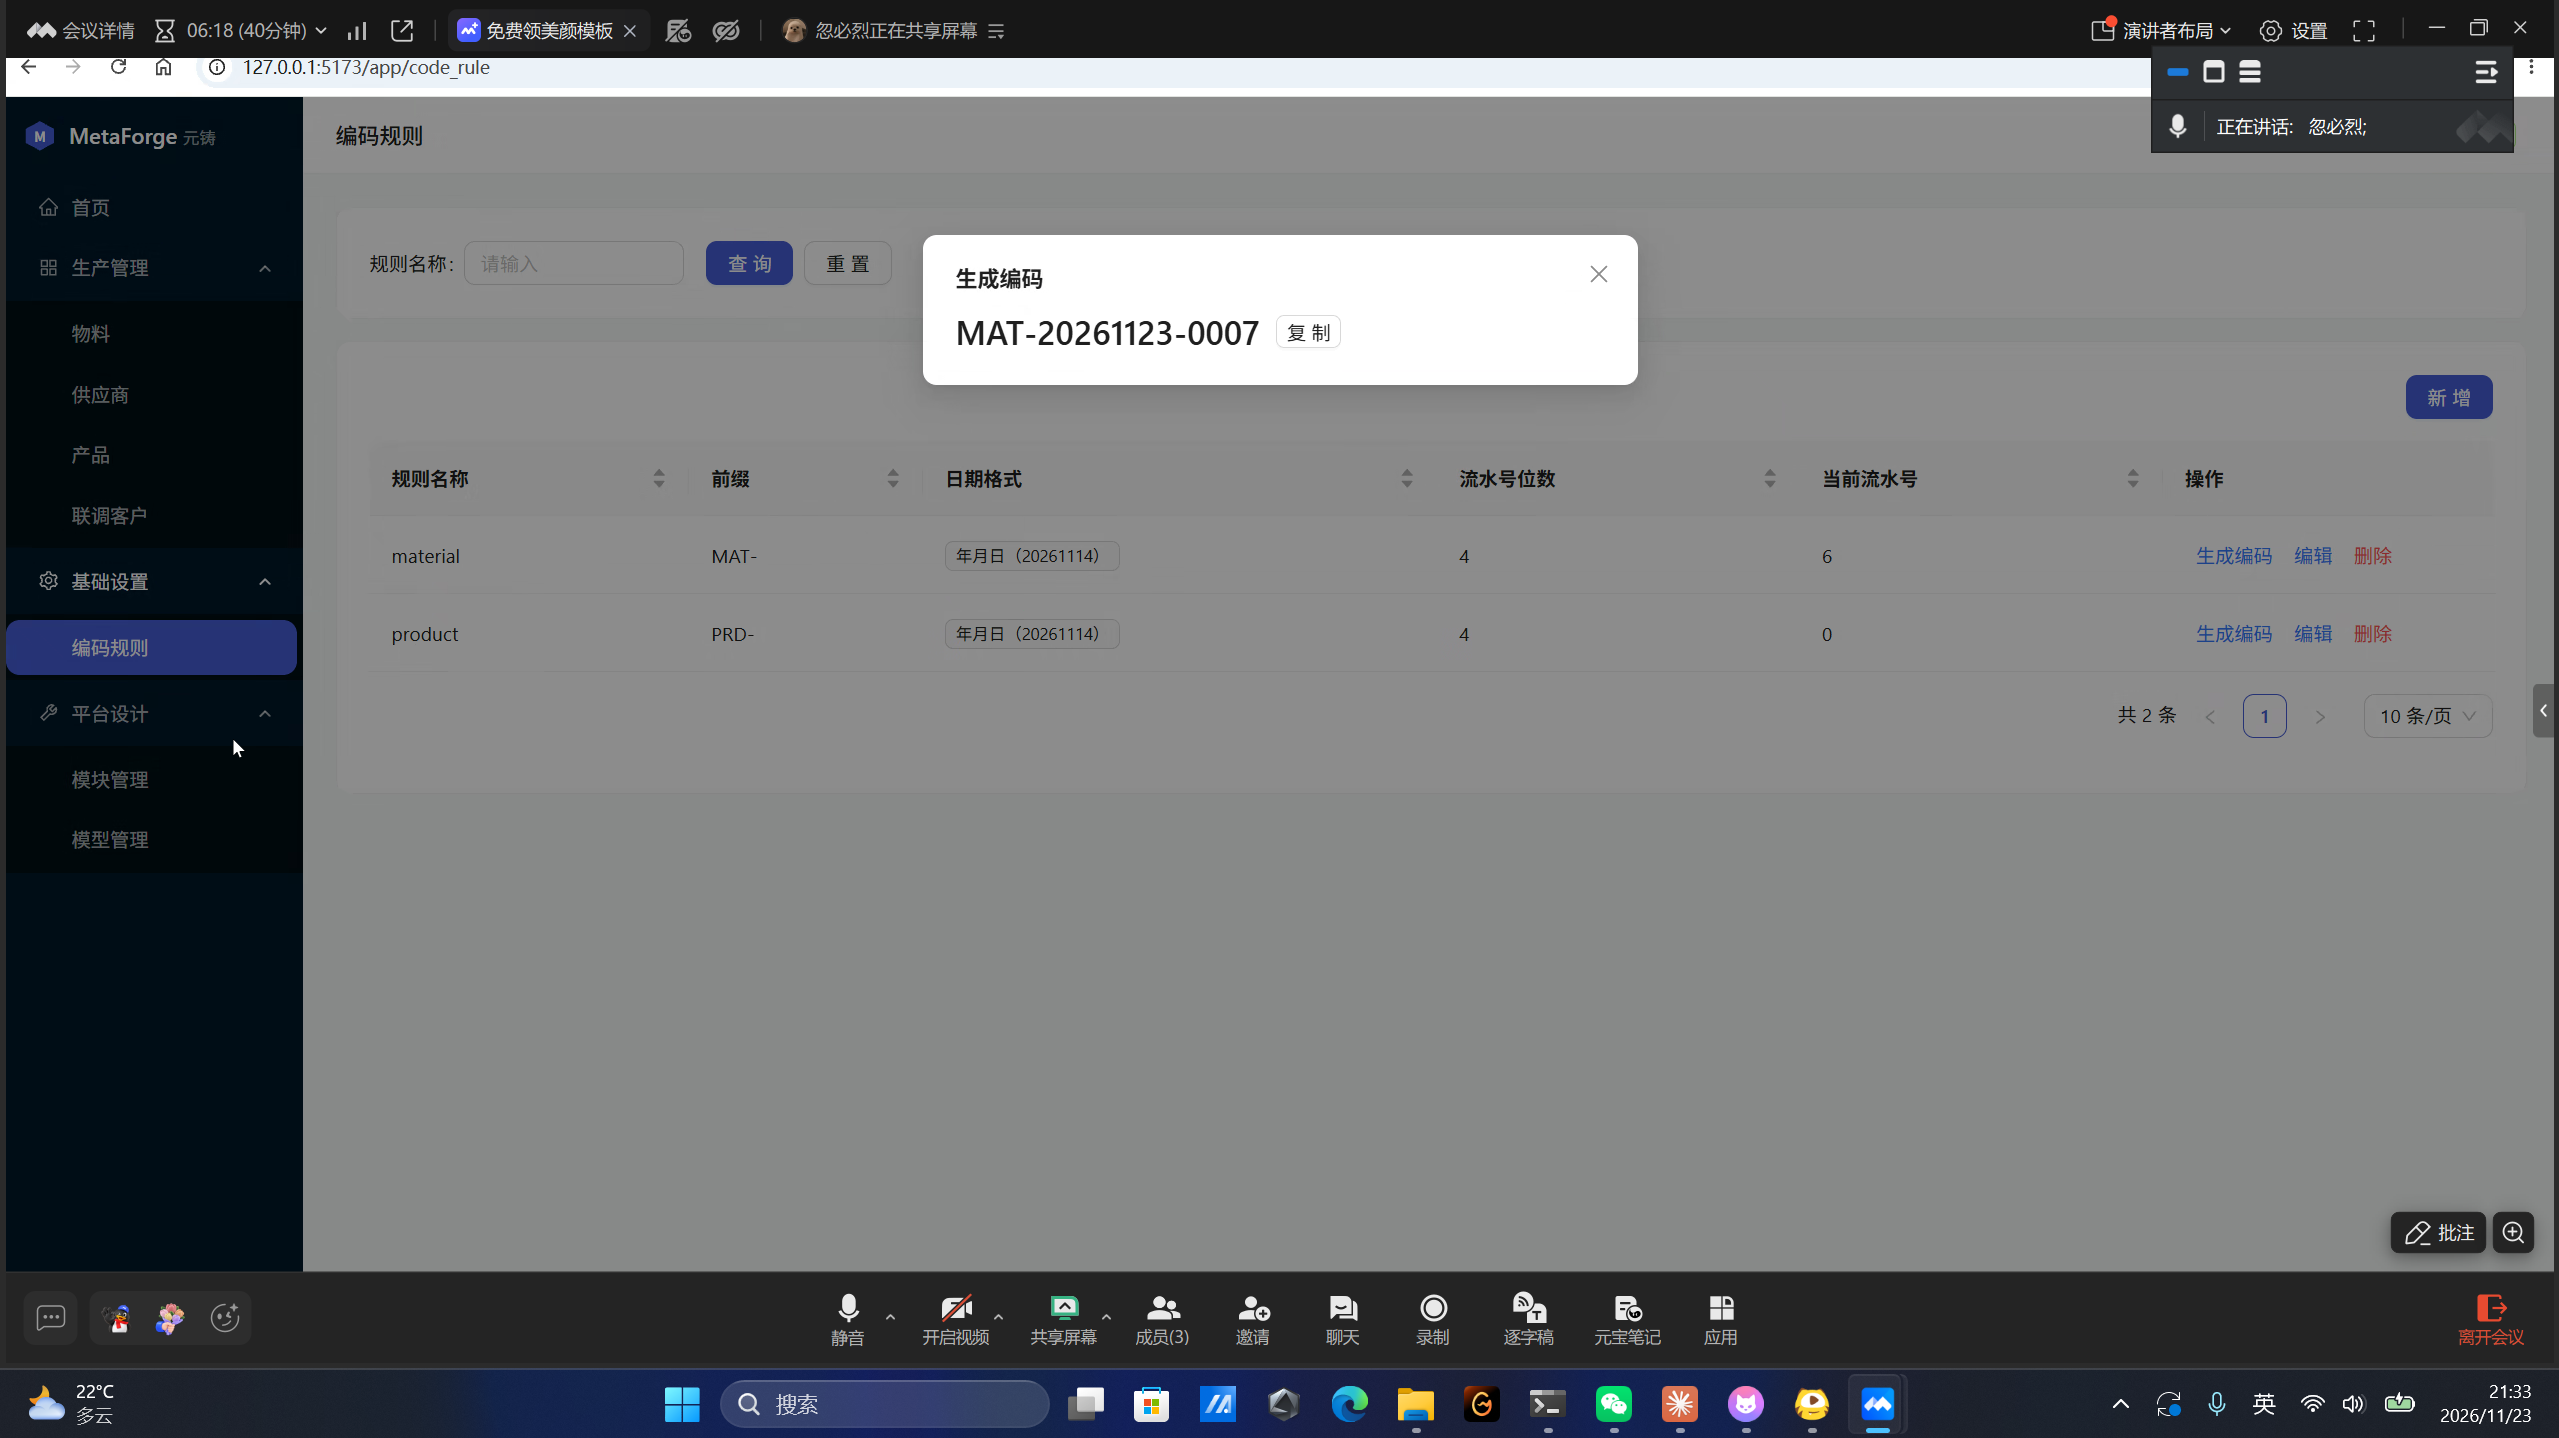 会议详情 06:18 (40分钟) 免费领美颜模板 忽必烈正在共享屏幕 演讲者布局 设置
127.0.0.1:5173/app/code_rule
正在讲话: 忽必烈;
M MetaForge 元铸
编码规则
首页
生产管理
物料
供应商
产品
联调客户
基础设置
编码规则
平台设计
模块管理
模型管理
规则名称: 请输入 查 询 重 置
生成编码
MAT-20261123-0007 复 制
新 增
规则名称 前缀 日期格式 流水号位数 当前流水号 操作
material MAT- 年月日（20261114） 4 6 生成编码 编辑 删除
product PRD- 年月日（20261114） 4 0 生成编码 编辑 删除
共 2 条 1 10 条/页
批注
静音 开启视频 共享屏幕 成员(3) 邀请 聊天 录制 逐字稿 元宝笔记 应用 离开会议
22°C
多云
搜索
英
21:33
2026/11/23